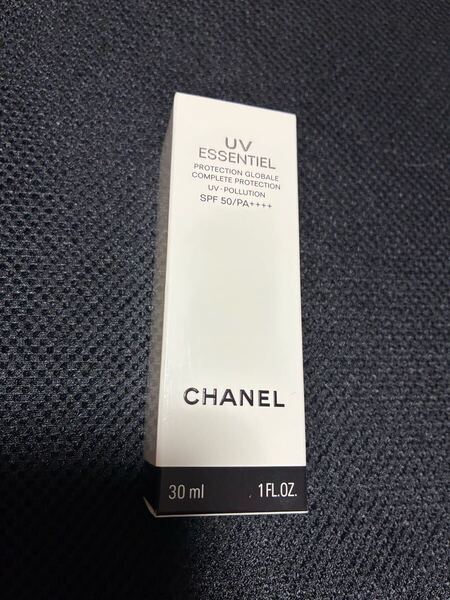 UV
ESSENTIEL
PROTECTION GLOBALE
COMPLETE PROTECTION
UV - POLLUTION
SPF 50/PA++++
CHANEL
30 ml 1 FL.OZ.